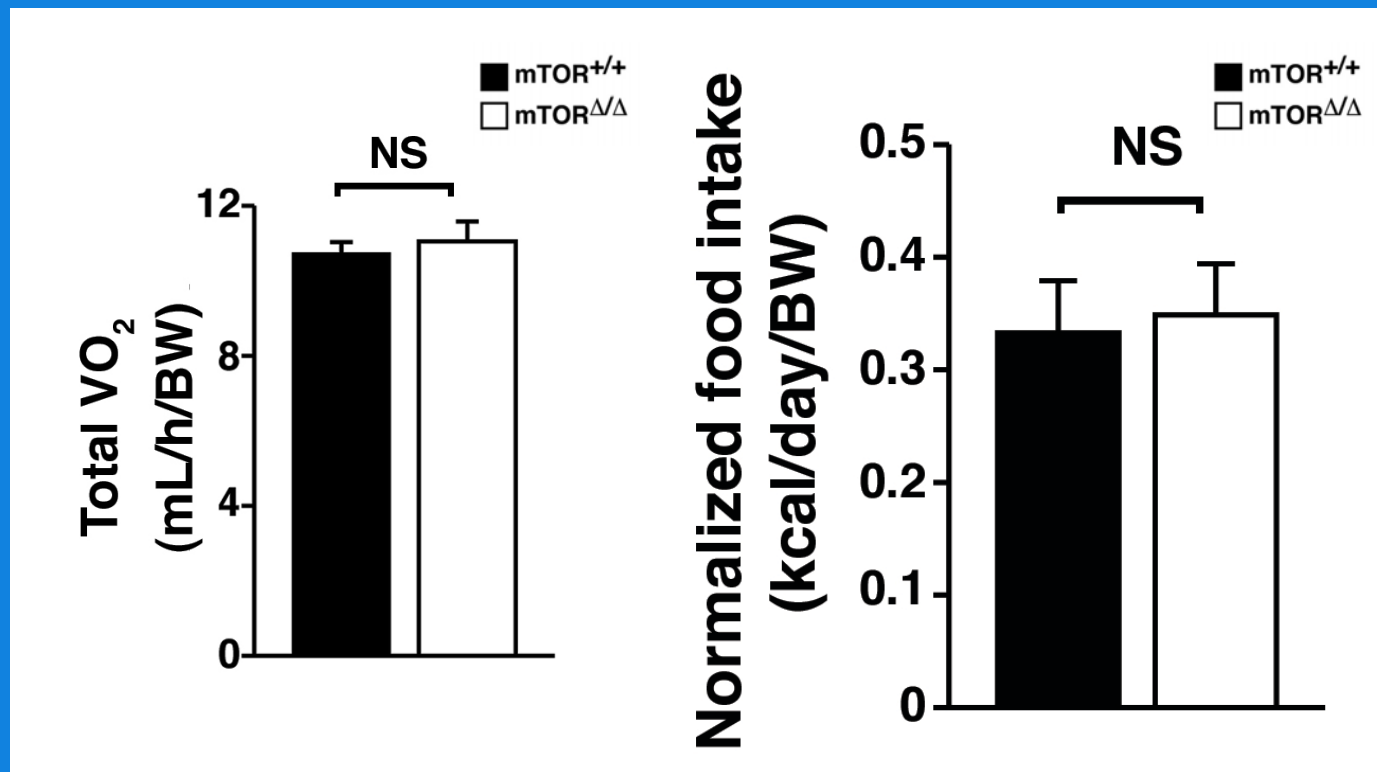 mTOR+/+
mTORΔ/Δ
NS
Total VO2
(mL/h/BW)
12
8
4
0
mTOR+/+
mTORΔ/Δ
NS
Normalized food intake
(kcal/day/BW)
0.5
0.4
0.3
0.2
0.1
0